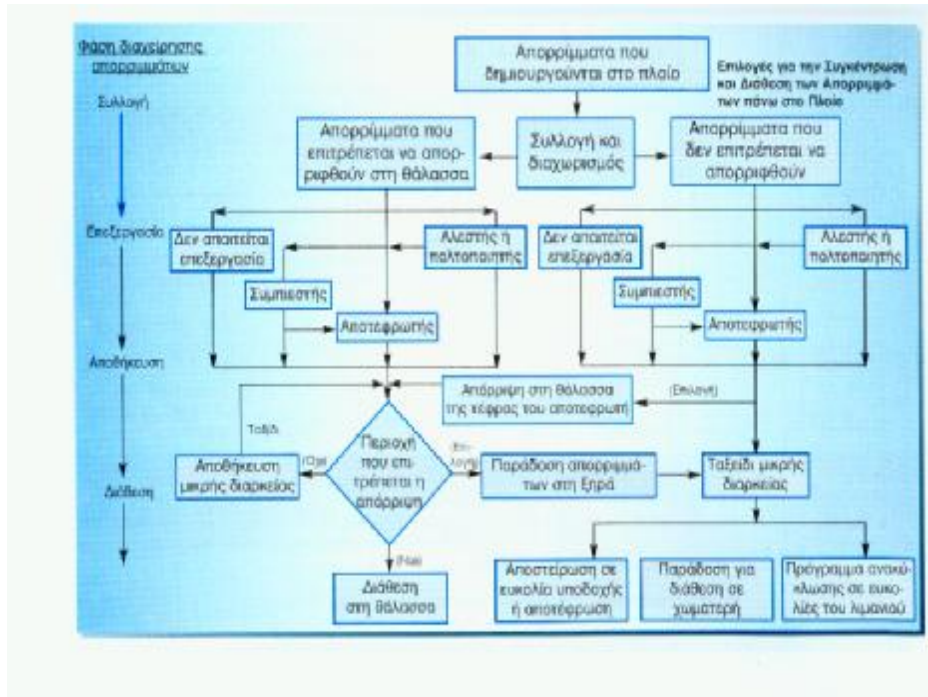 Φάση διαχείρησης
απορριμμάτων
Απορρίμματα που
δημιουργούνται στο πλοίο
Επιλογές για την Συγκέντρωση
και Διάθεση των Απορριμμά-
των πάνω στο Πλοίο
Συλλογή
Απορρίμματα που
επιτρέπεται να απορ-
ριφθούν στη θάλασσα
Συλλογή και
διαχωρισμός
Απορρίμματα που
δεν επιτρέπεται να
απορριφθούν
Επεξεργασία
Δεν απαιτείται
επεξεργασία
Αλεστής ή
πολτοποιητής
Δεν απαιτείται
επεξεργασία
Αλεστής ή
πολτοποιητής
Συμπιεστής
Συμπιεστής
Αποτεφρωτής
Αποτεφρωτής
Αποθήκευση
Απόρριψη στη θάλασσα
της τέφρας του αποτεφρωτή
(Επιλογή)
Περιοχή
που επι-
τρέπεται η
απόρριψη
(Όχι)
(Επι-
λογή)
Αποθήκευση
μικρής διαρκείας
Παράδοση απορριμμά-
των στη ξηρά
Ταξείδι μικρής
διαρκείας
Διάθεση
(Ναι)
Διάθεση
στη θάλασσα
Αποστείρωση σε
ευκολία υποδοχής
ή αποτέφρωση
Παράδοση για
διάθεση σε
χωματερή
Πρόγραμμα ανακύ-
κλωσης σε ευκο-
λίες του λιμανιού